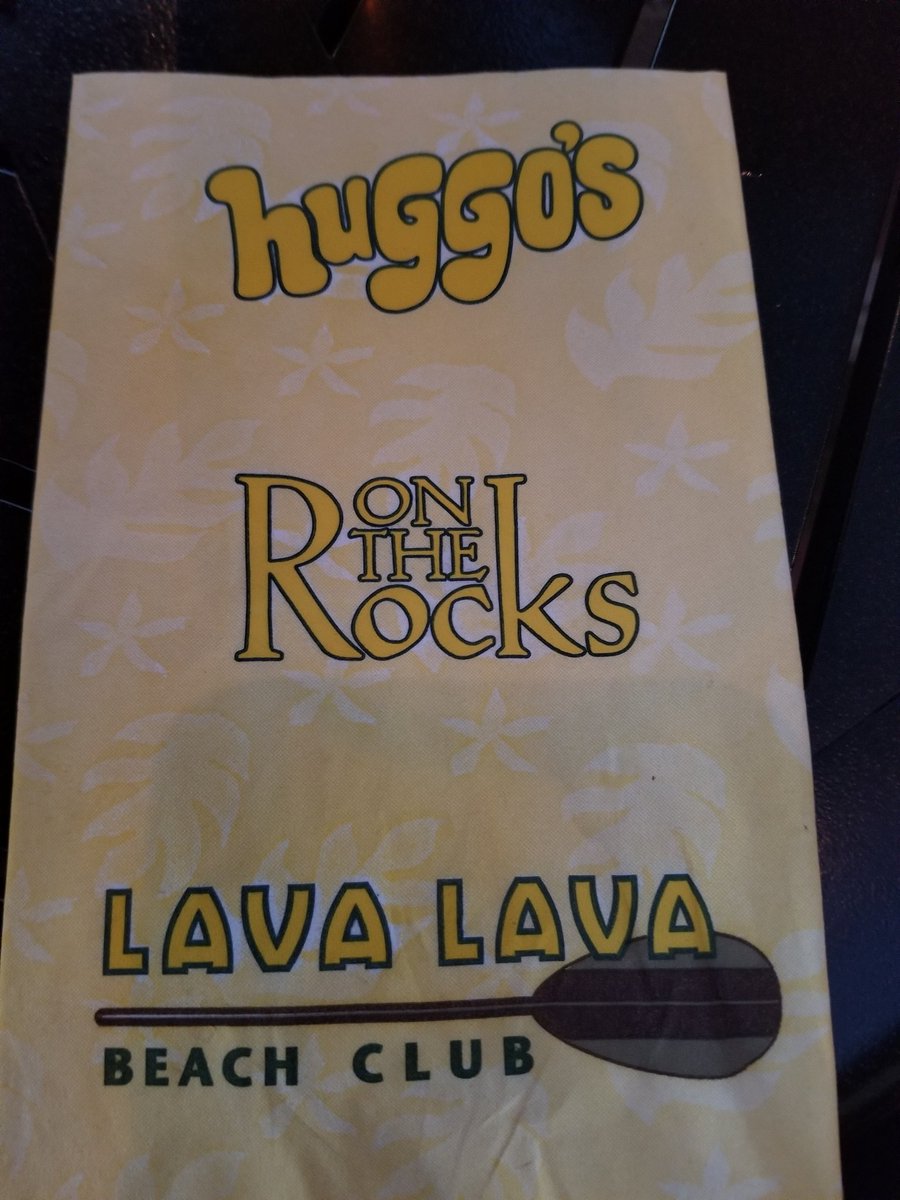 huggo's
ON
THE
Rocks
LAVA LAVA
BEACH CLUB